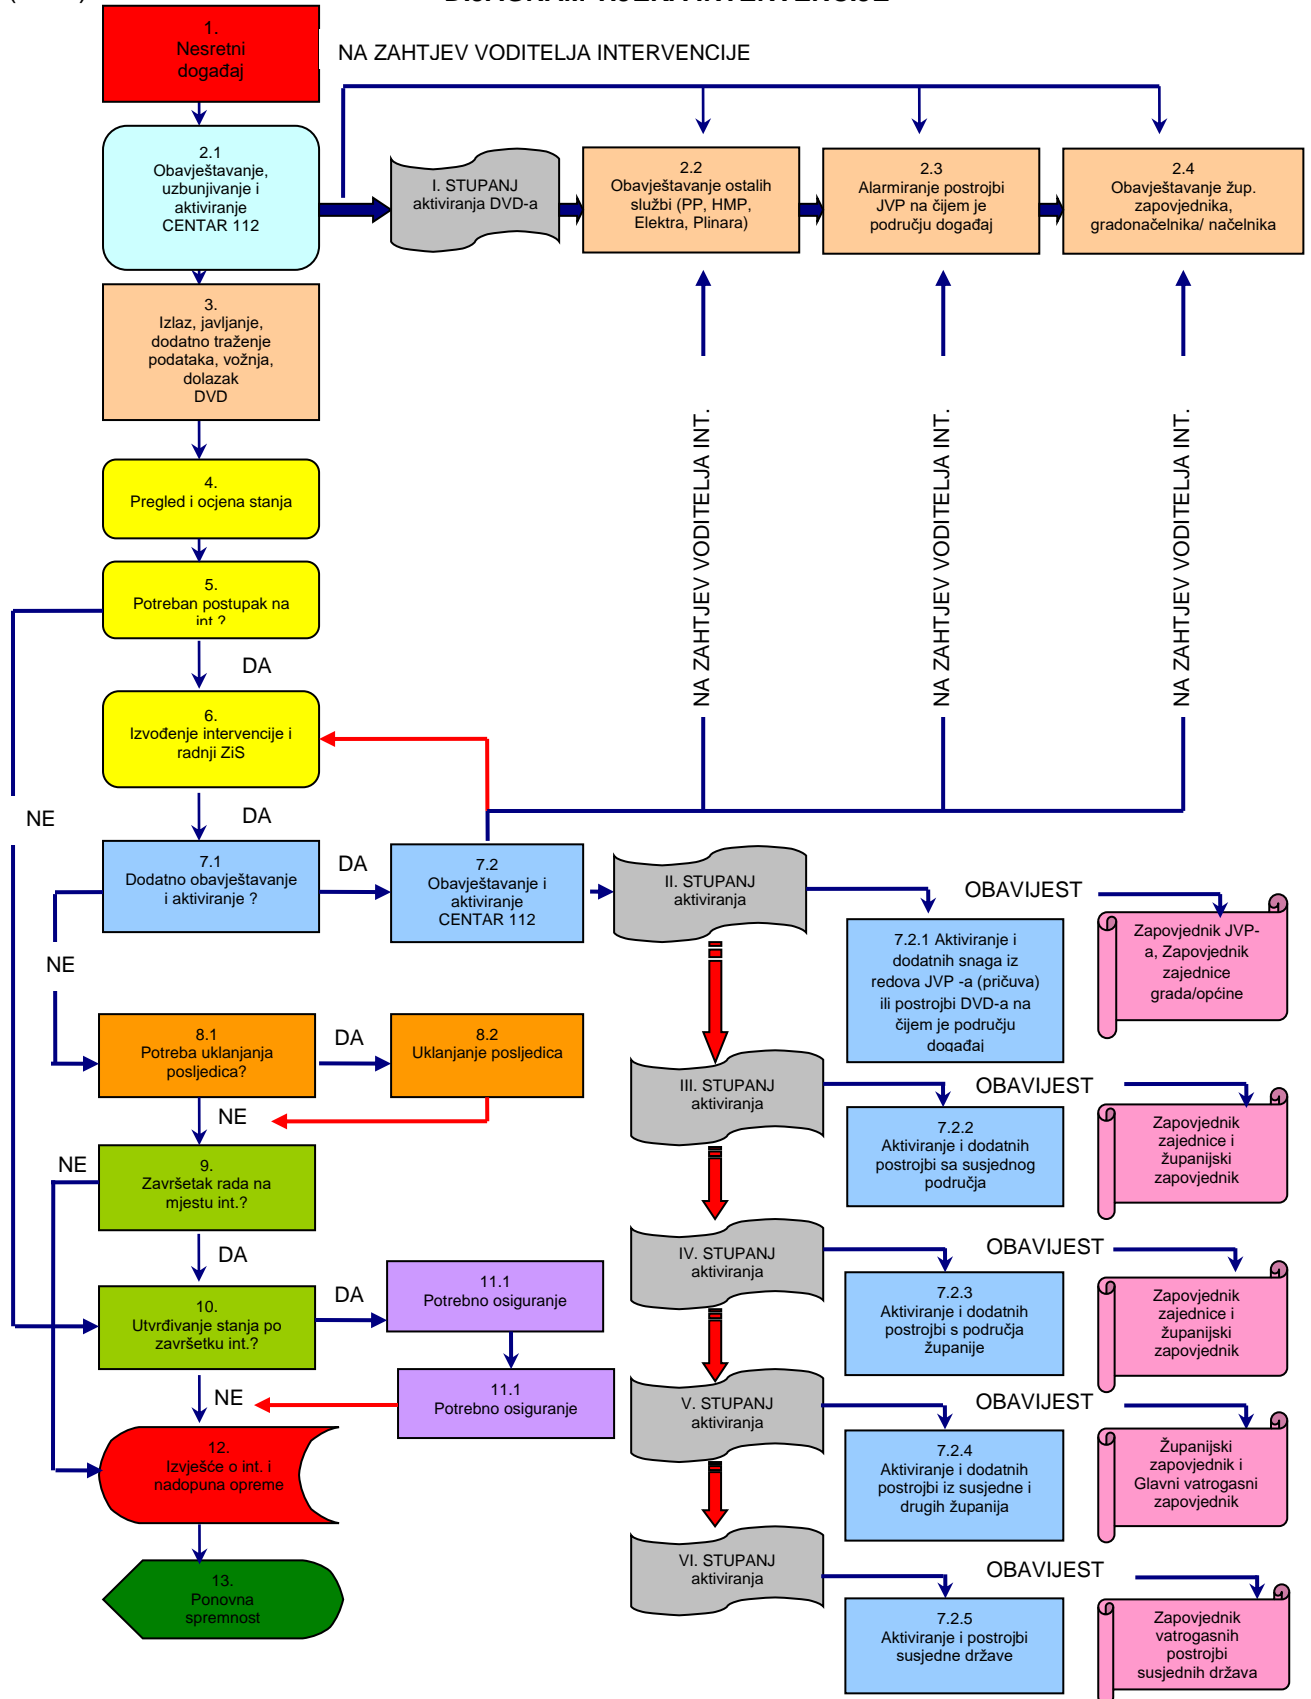 1.
Nesretni
događaj
NA ZAHTJEV VODITELJA INTERVENCIJE
2.1
Obavještavanje,
uzbunjivanje i
aktiviranje
CENTAR 112
I. STUPANJ
aktiviranja DVD-a
2.2
Obavještavanje ostalih
službi (PP, HMP,
Elektra, Plinara)
2.3
Alarmiranje postrojbi
JVP na čijem je
području događaj
2.4
Obavještavanje žup.
zapovjednika,
gradonačelnika/ načelnika
3.
Izlaz, javljanje,
dodatno traženje
podataka, vožnja,
dolazak
DVD
NA ZAHTJEV VODITELJA INT.
NA ZAHTJEV VODITELJA INT.
NA ZAHTJEV VODITELJA INT.
4.
Pregled i ocjena stanja
5.
Potreban postupak na
int.?
DA
6.
Izvođenje intervencije i
radnji ZiS
NE
DA
7.1
Dodatno obavještavanje
i aktiviranje ?
DA
7.2
Obavještavanje i
aktiviranje
CENTAR 112
II. STUPANJ
aktiviranja
OBAVIJEST
7.2.1 Aktiviranje i
dodatnih snaga iz
redova JVP -a (pričuva)
ili postrojbi DVD-a na
čijem je području
događaj
Zapovjednik JVP-
a, Zapovjednik
zajednice
grada/općine
NE
8.1
Potreba uklanjanja
posljedica?
DA
8.2
Uklanjanje posljedica
NE
III. STUPANJ
aktiviranja
OBAVIJEST
7.2.2
Aktiviranje i dodatnih
postrojbi sa susjednog
područja
Zapovjednik
zajednice i
županijski
zapovjednik
NE
9.
Završetak rada na
mjestu int.?
DA
IV. STUPANJ
aktiviranja
OBAVIJEST
7.2.3
Aktiviranje i dodatnih
postrojbi s područja
županije
Zapovjednik
zajednice i
županijski
zapovjednik
10.
Utvrđivanje stanja po
završetku int.?
DA
11.1
Potrebno osiguranje
11.1
Potrebno osiguranje
NE
V. STUPANJ
aktiviranja
OBAVIJEST
7.2.4
Aktiviranje i dodatnih
postrojbi iz susjedne i
drugih županija
Županijski
zapovjednik i
Glavni vatrogasni
zapovjednik
12.
Izvješće o int. i
nadopuna opreme
VI. STUPANJ
aktiviranja
OBAVIJEST
7.2.5
Aktiviranje i postrojbi
susjedne države
Zapovjednik
vatrogasnih
postrojbi
susjednih država
13.
Ponovna
spremnost